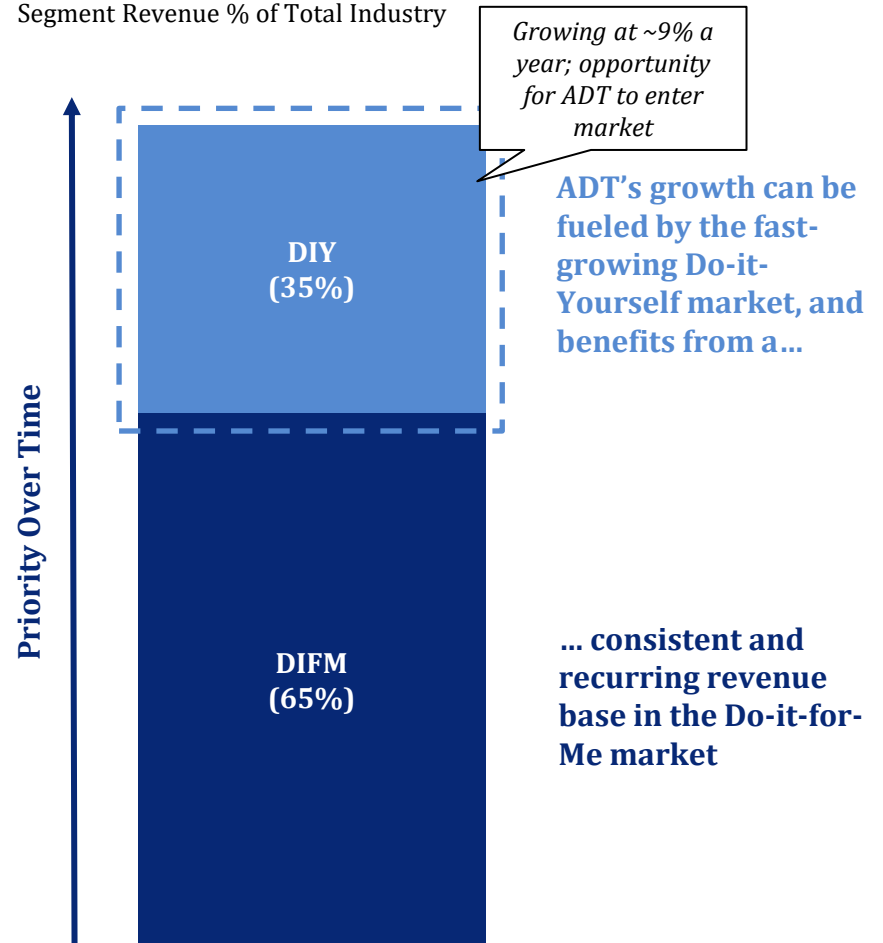 Segment Revenue % of Total Industry
Growing at ~9% a
year; opportunity
for ADT to enter
market
ADT’s growth can be
fueled by the fast-
growing Do-it-
Yourself market, and
benefits from a…
DIY
(35%)
Priority Over Time
DIFM
(65%)
… consistent and
recurring revenue
base in the Do-it-for-
Me market